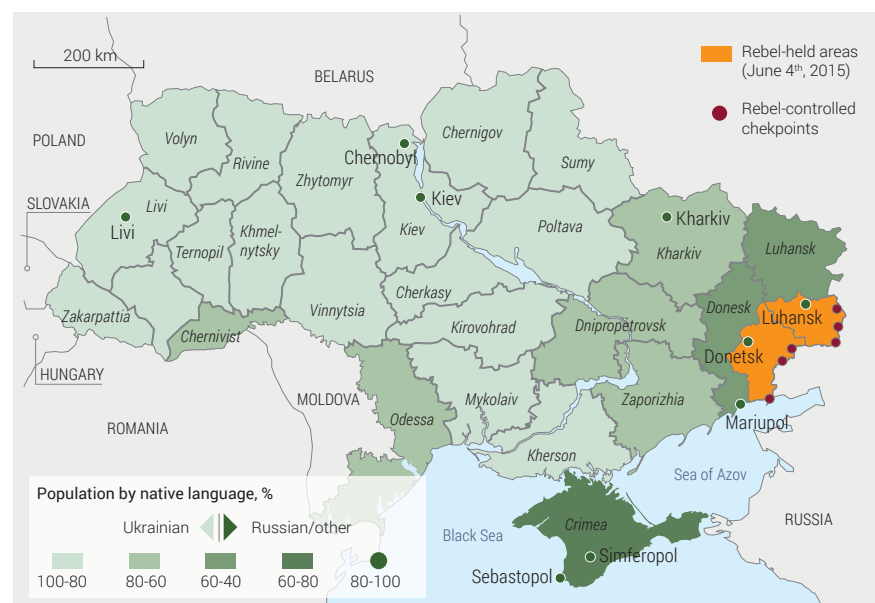 200 km
BELARUS
POLAND
SLOVAKIA
HUNGARY
ROMANIA
MOLDOVA
RUSSIA
Rebel-held areas
(June 4th, 2015)
Rebel-controlled
chekpoints
Volyn
Rivine
Zhytomyr
Chernobyl
Chernigov
Sumy
Livi
Livi
Ternopil
Khmel-
nytsky
Kiev
Kiev
Poltava
Kharkiv
Kharkiv
Luhansk
Zakarpattia
Chernivist
Vinnytsia
Cherkasy
Kirovohrad
Dnipropetrovsk
Donesk
Luhansk
Donetsk
Odessa
Mykolaiv
Zaporizhia
Mariupol
Kherson
Sea of Azov
Black Sea
Crimea
Simferopol
Sebastopol
Population by native language, %
Ukrainian Russian/other
100-80 80-60 60-40 60-80 80-100